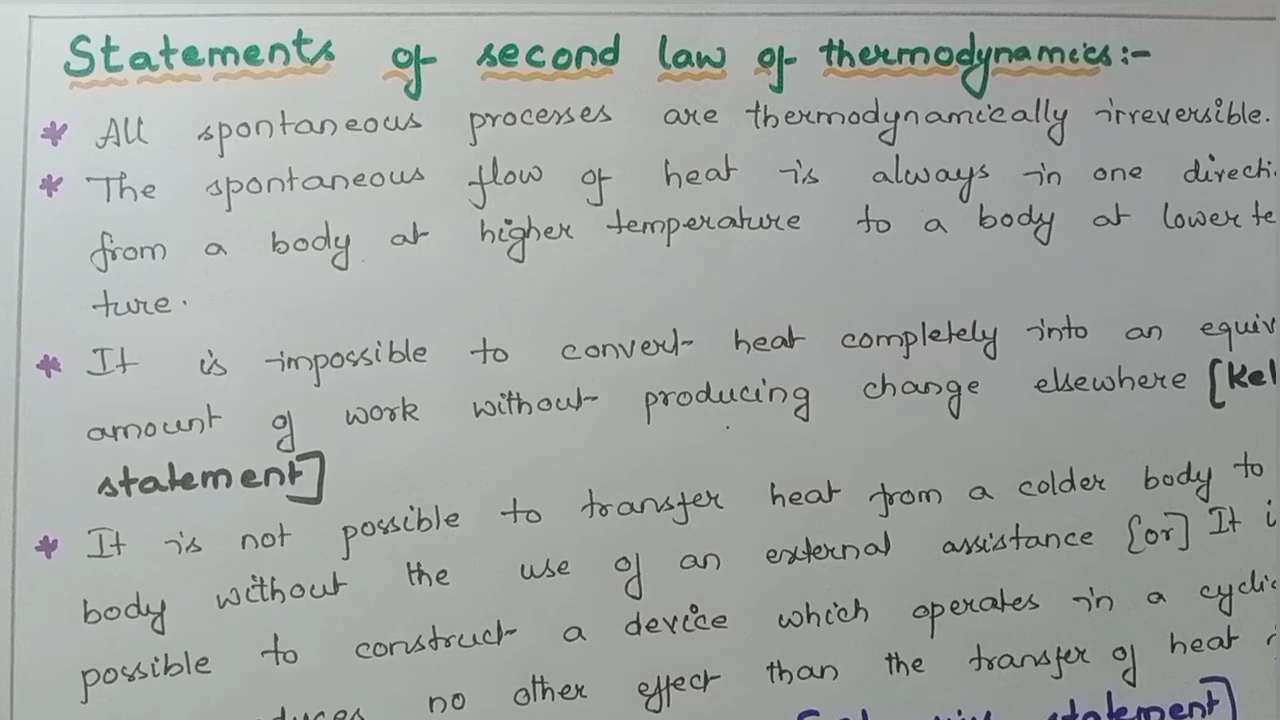 Statements of second law of thermodynamics:-
* All spontaneous processes are thermodynamically irreversible.
* The spontaneous flow of heat is always in one directi
from a body at higher temperature to a body at lower te
ture.
* It is impossible to convert heat completely into an equiv
amount of work without producing change elsewhere [Kel
statement]
* It is not possible to transfer heat from a colder body to
body without the use of an external assistance [or] It i
possible to construct a device which operates in a cyclic
no other effect than the transfer of heat
statement]